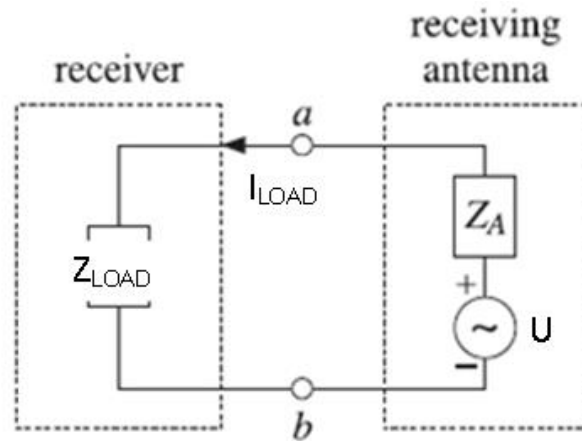 receiver
receiving
antenna
a
I_LOAD
Z_A
Z_LOAD
+
~
U
-
b